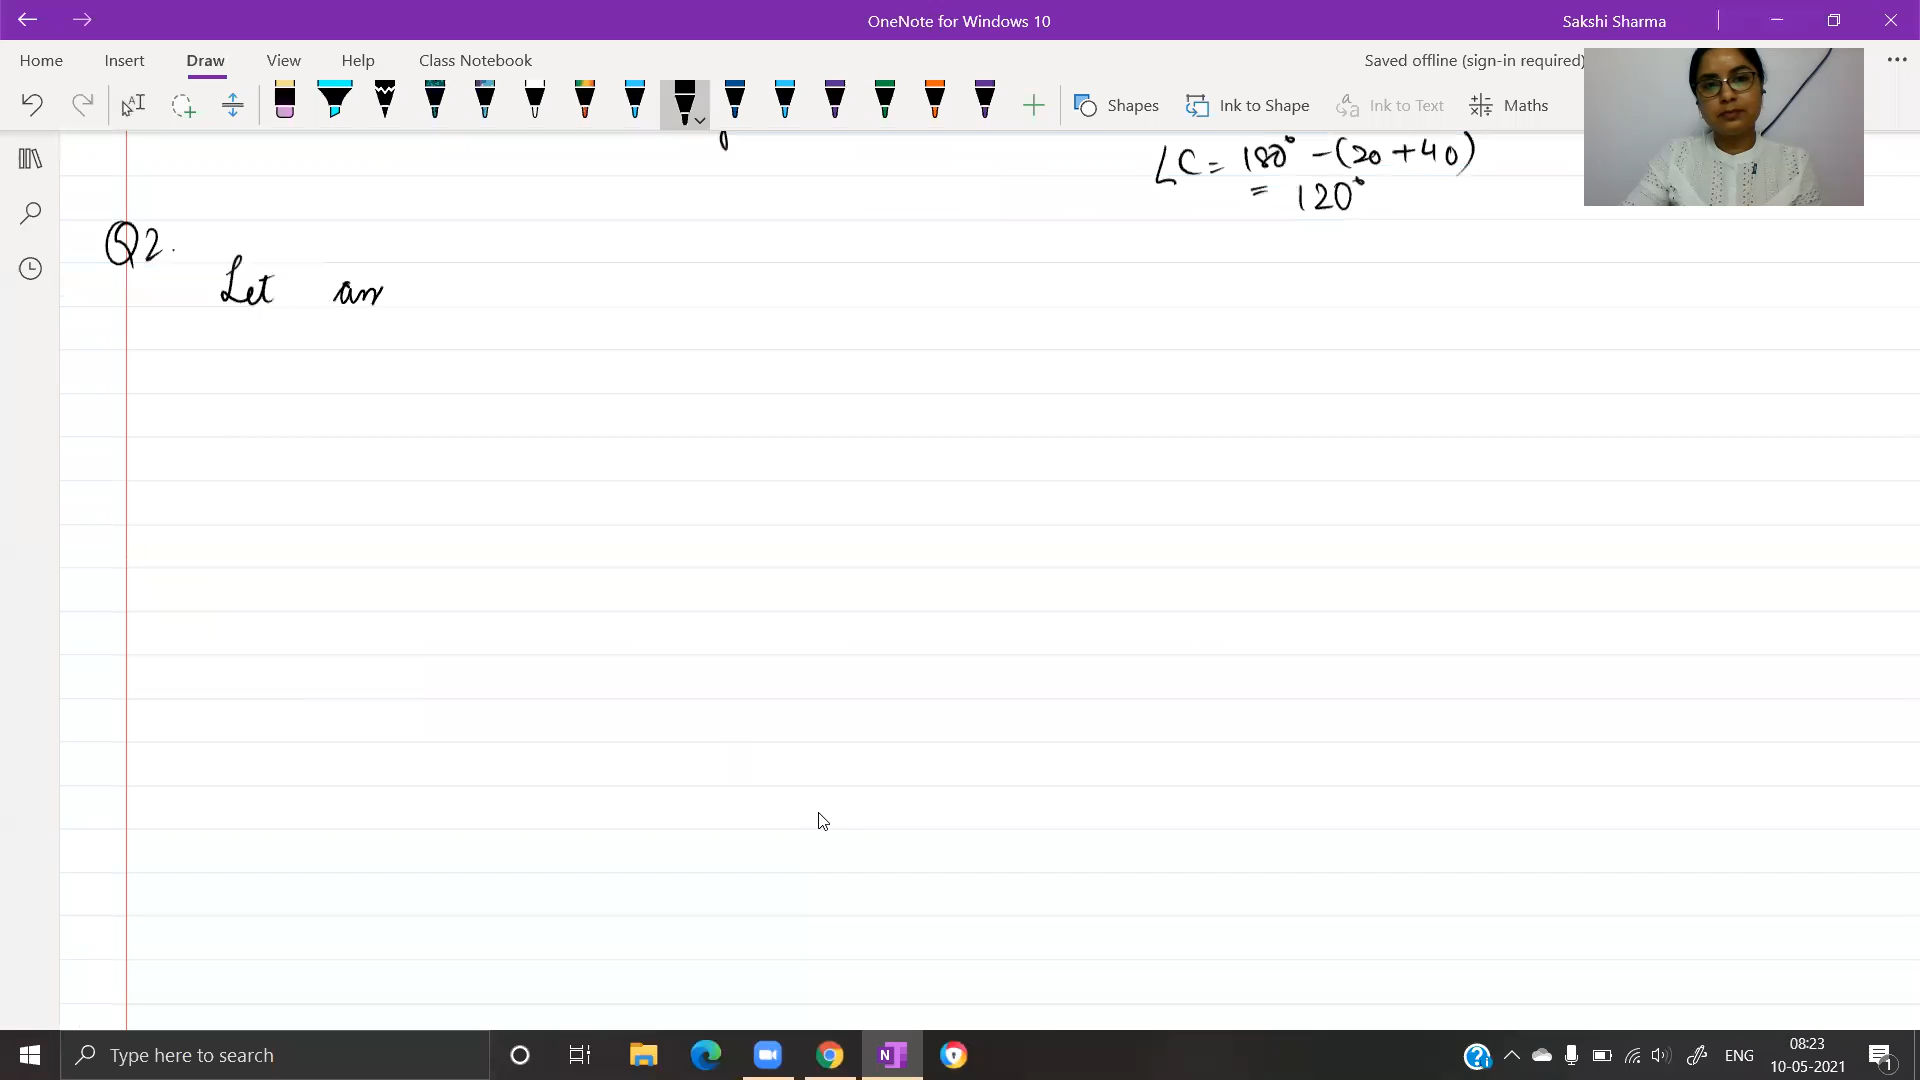 OneNote for Windows 10
Sakshi Sharma
Home Insert Draw View Help Class Notebook
Saved offline (sign-in required)
Shapes Ink to Shape Ink to Text Maths
∠C = 180° - (20 + 40)
= 120°
Q2.
Let an
Type here to search
ENG
08:23
10-05-2021
1